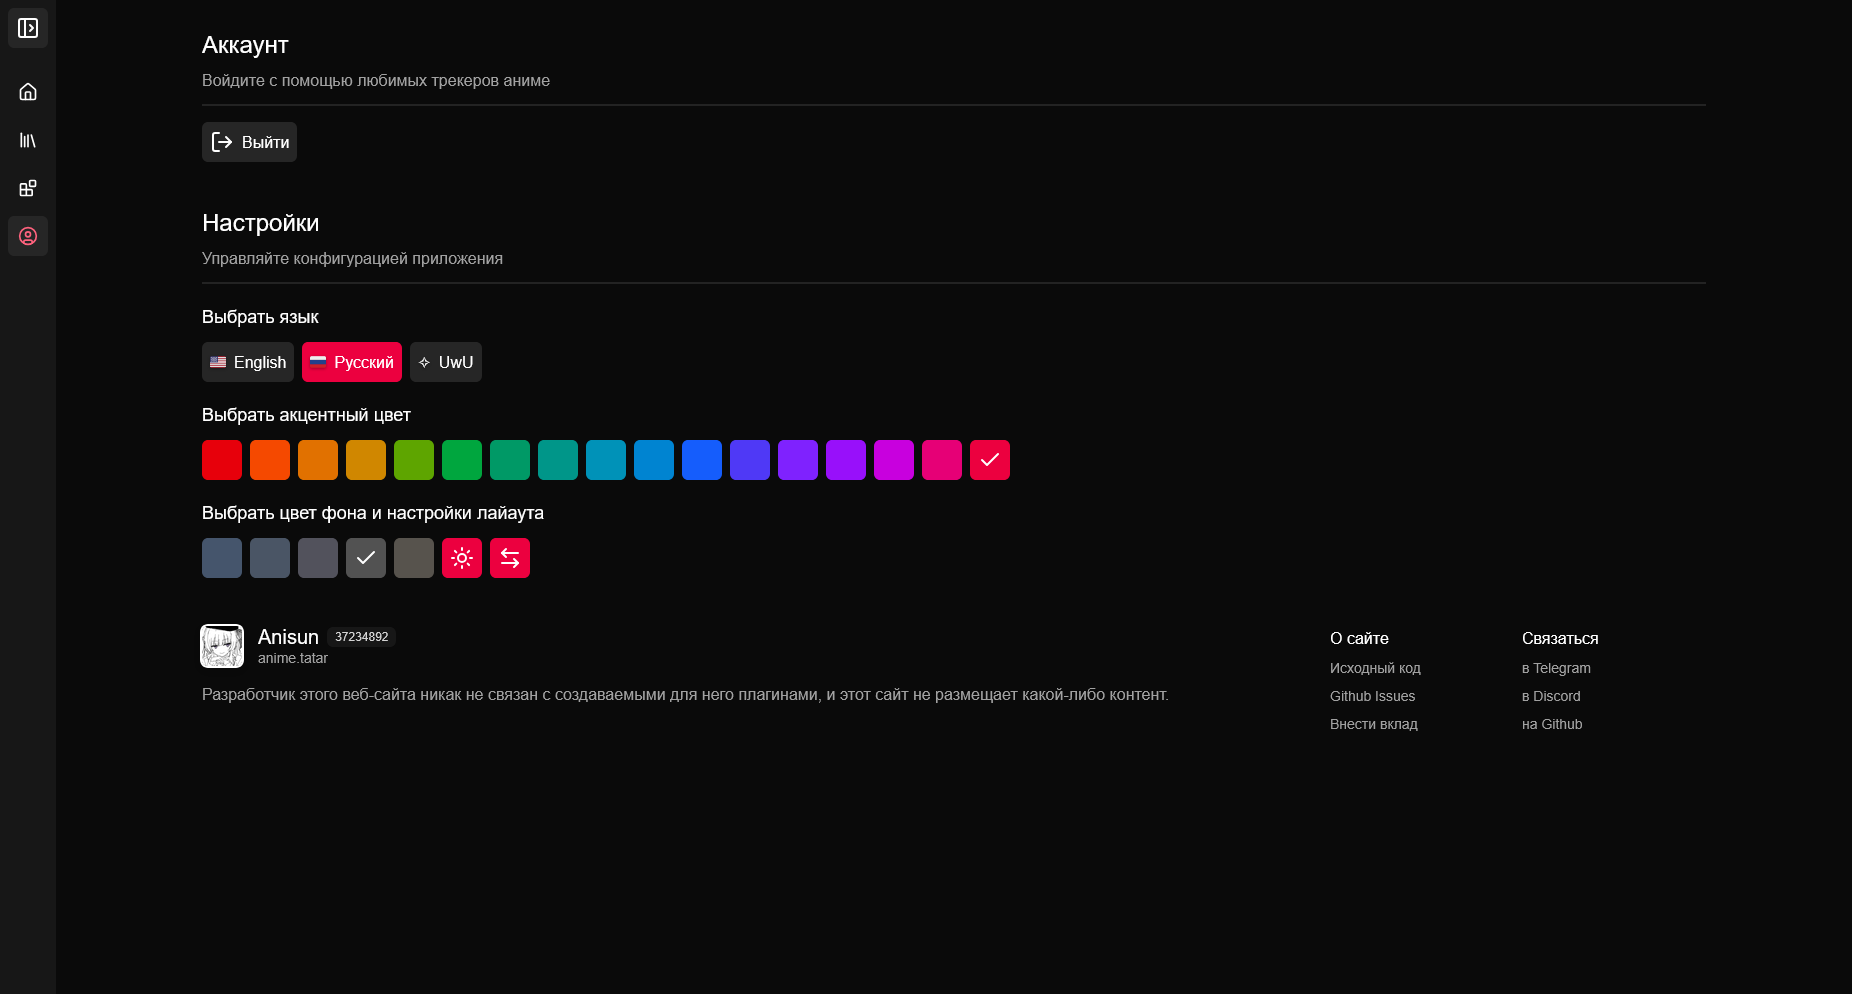 Аккаунт
Войдите с помощью любимых трекеров аниме
Выйти
Настройки
Управляйте конфигурацией приложения
Выбрать язык
English Русский UwU
Выбрать акцентный цвет
Выбрать цвет фона и настройки лайаута
Anisun 37234892
anime.tatar
Разработчик этого веб-сайта никак не связан с создаваемыми для него плагинами, и этот сайт не размещает какой-либо контент.
О сайте
Исходный код
Github Issues
Внести вклад
Связаться
в Telegram
в Discord
на Github